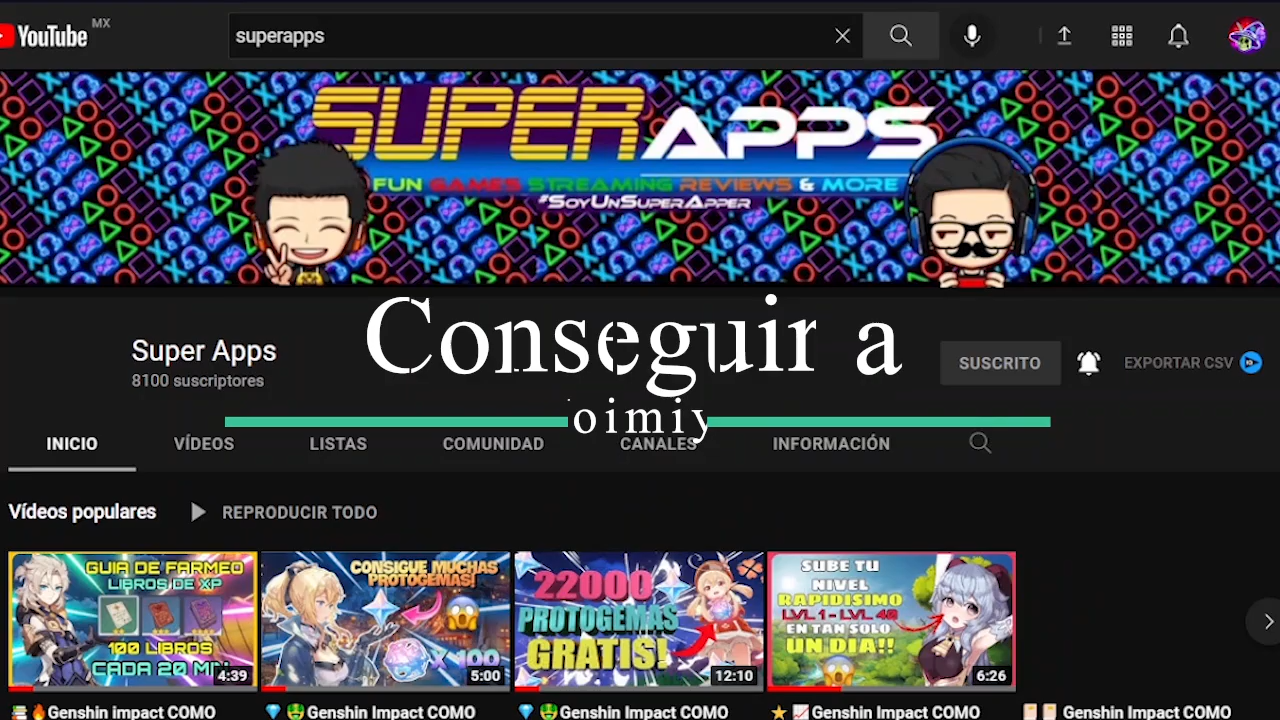 YouTube MX
superapps
SUPER APPS
FUN GAMES STREAMING REVIEWS & MORE
#SOYUNSUPERAPPER
Conseguir a
Super Apps
8100 suscriptores
SUSCRITO
EXPORTAR CSV
oimiy
INICIO
VÍDEOS
LISTAS
COMUNIDAD
CANALES
INFORMACIÓN
Vídeos populares
REPRODUCIR TODO
GUIA DE FARMEO
LIBROS DE XP
100 LIBROS
CADA 20 MIN
4:39
CONSIGUE MUCHAS
PROTOGEMAS!
X 100
5:00
22000
PROTOGEMAS
GRATIS!
12:10
SUBE TU
NIVEL
RAPIDISIMO
LVL 1 - LVL 40
EN TAN SOLO
UN DIA!!
6:26
Genshin impact COMO
Genshin Impact COMO
Genshin Impact COMO
Genshin Impact COMO
Genshin Impact COMO